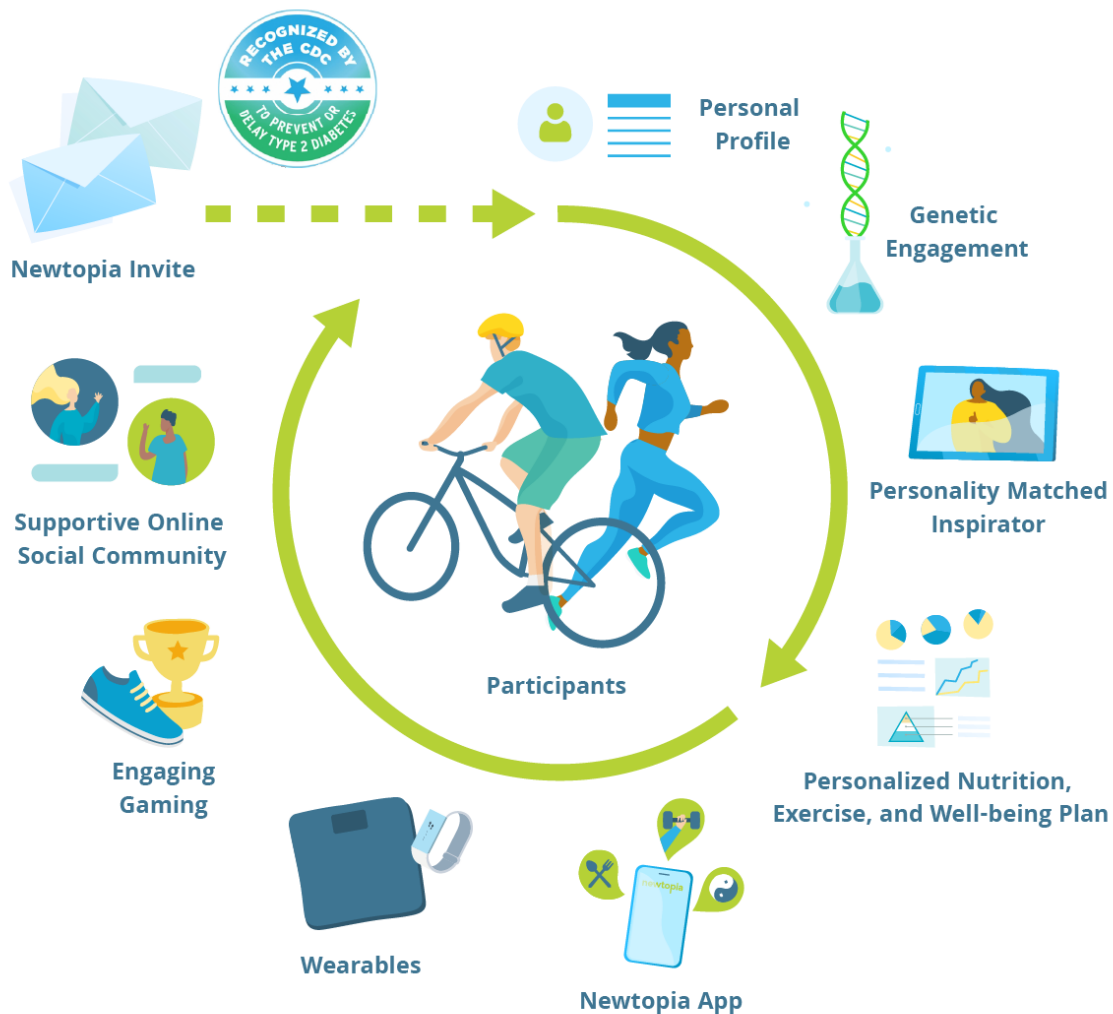 RECOGNIZED BY
THE CDC
TO PREVENT OR
DELAY TYPE 2 DIABETES
Newtopia Invite
Personal
Profile
Genetic
Engagement
Personality Matched
Inspirator
Personalized Nutrition,
Exercise, and Well-being Plan
newtopia
Newtopia App
Wearables
Engaging
Gaming
Supportive Online
Social Community
Participants